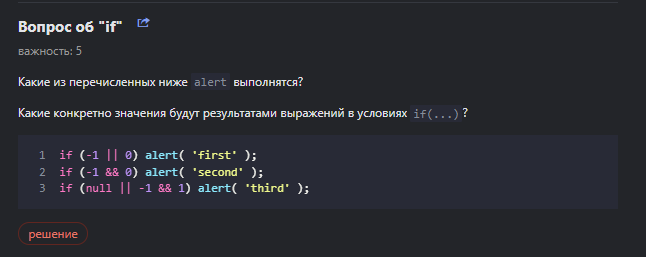 Вопрос об "if"
важность: 5
Какие из перечисленных ниже alert выполнятся?
Какие конкретно значения будут результатами выражений в условиях if(...)?
1 if (-1 || 0) alert( 'first' );
2 if (-1 && 0) alert( 'second' );
3 if (null || -1 && 1) alert( 'third' );
решение